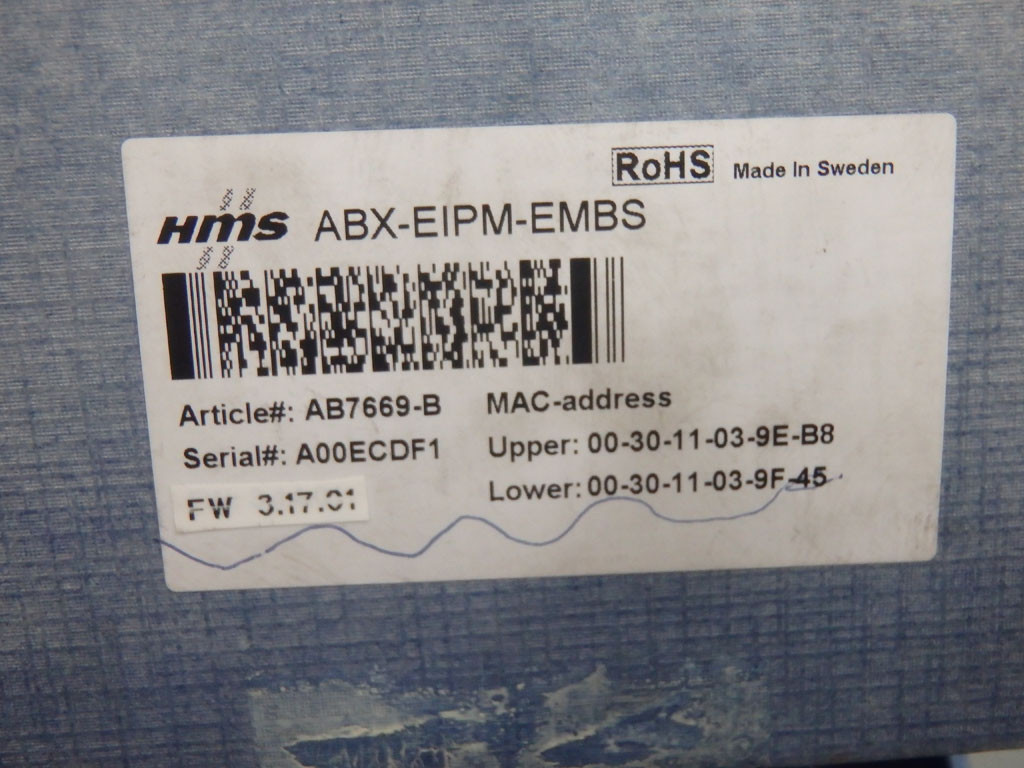 RoHS Made In Sweden
HMS ABX-EIPM-EMBS
Article#: AB7669-B MAC-address
Serial#: A00ECDF1 Upper: 00-30-11-03-9E-B8
FW 3.17.01 Lower: 00-30-11-03-9F-45